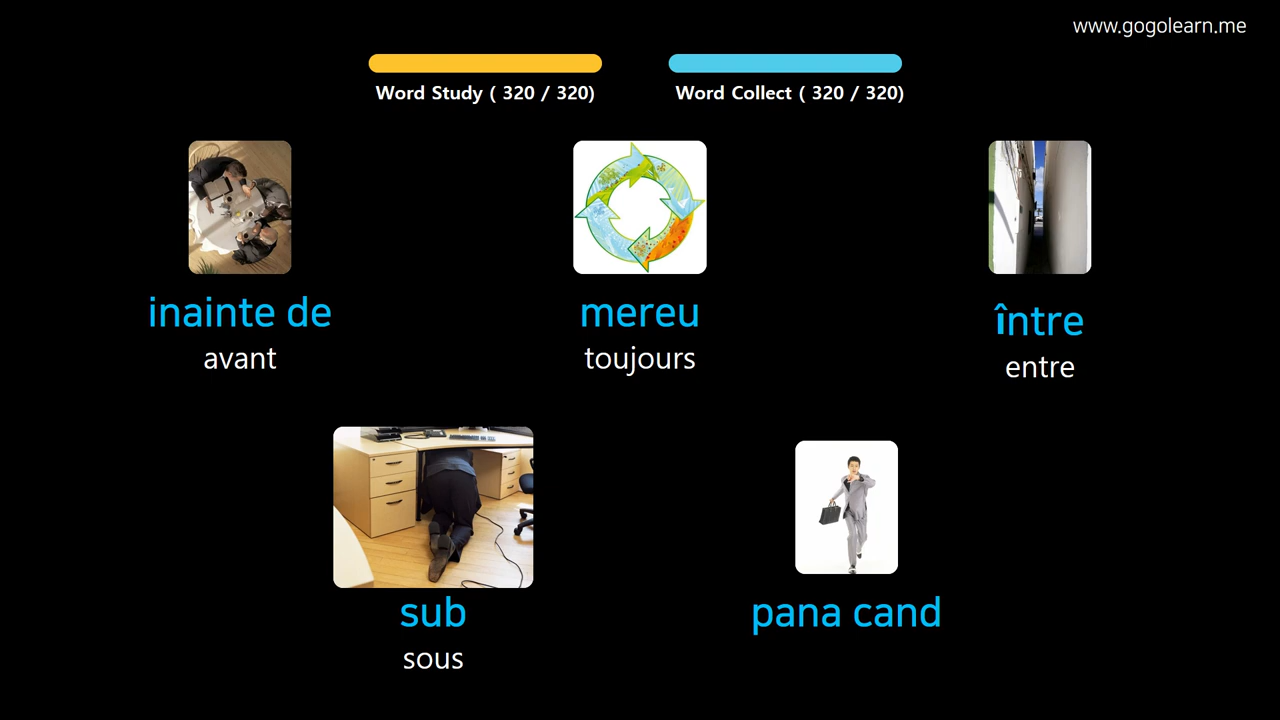 www.gogolearn.me
Word Study ( 320 / 320)
Word Collect ( 320 / 320)
inainte de
avant
mereu
toujours
între
entre
sub
sous
pana cand